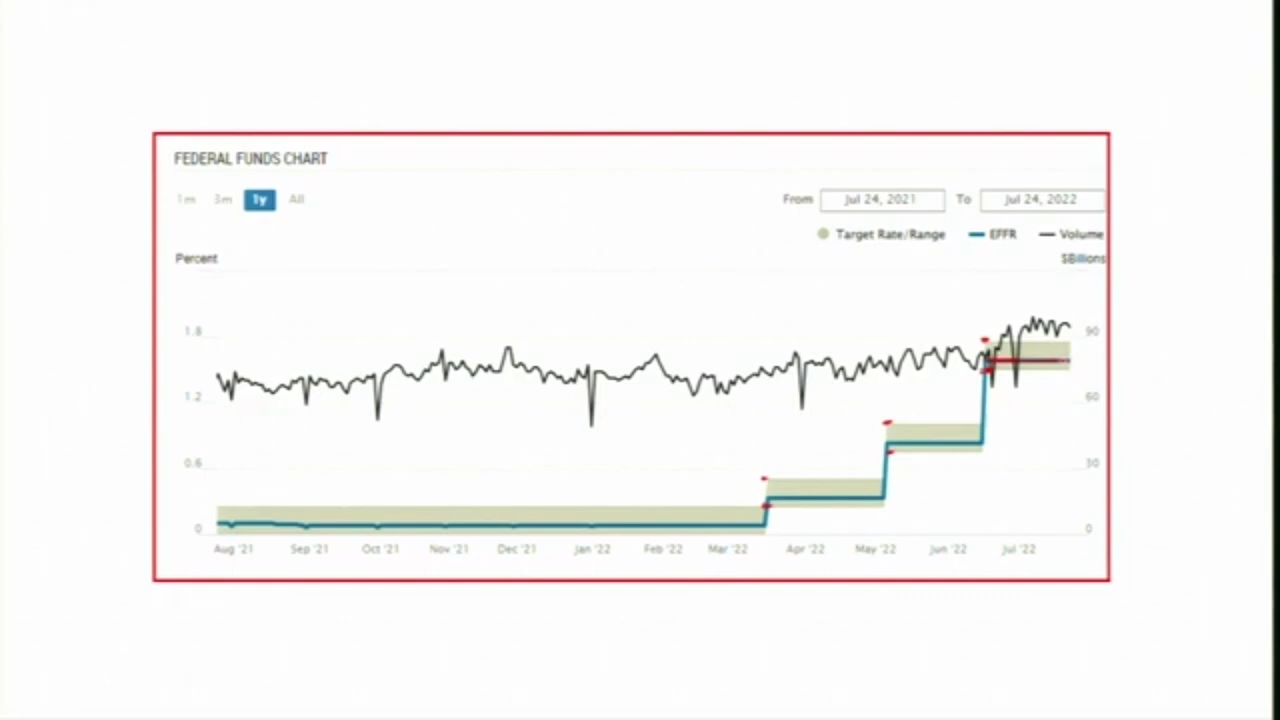 FEDERAL FUNDS CHART
1m 3m 1y All From Jul 24, 2021 To Jul 24, 2022
Target Rate/Range EFFR Volume
Percent $Billions
1.8 90
1.2 60
0.6 30
0 0
Aug '21 Sep '21 Oct '21 Nov '21 Dec '21 Jan '22 Feb '22 Mar '22 Apr '22 May '22 Jun '22 Jul '22